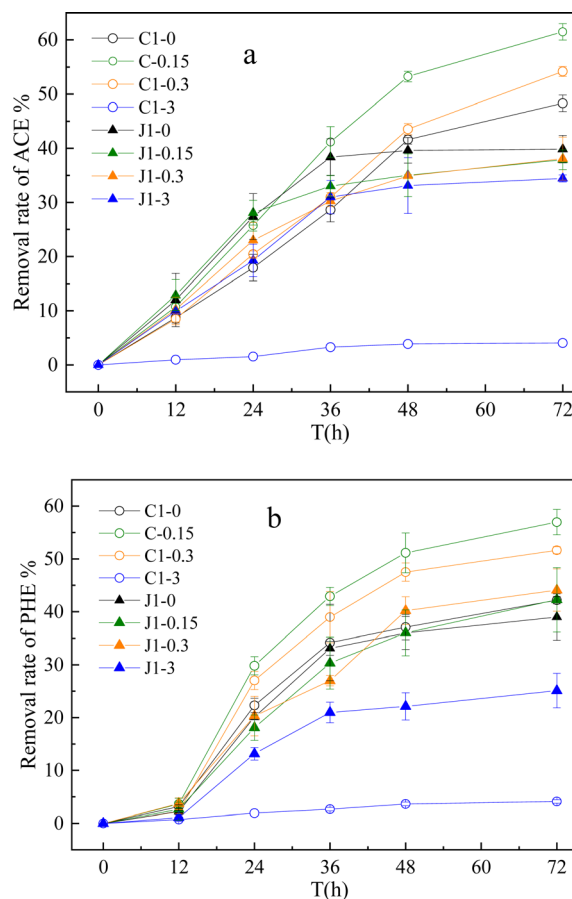 a
C1-0
C-0.15
C1-0.3
C1-3
J1-0
J1-0.15
J1-0.3
J1-3
Removal rate of ACE %
60
50
40
30
20
10
0
0 12 24 36 48 60 72
T(h)
b
C1-0
C-0.15
C1-0.3
C1-3
J1-0
J1-0.15
J1-0.3
J1-3
Removal rate of PHE %
60
50
40
30
20
10
0
0 12 24 36 48 60 72
T(h)